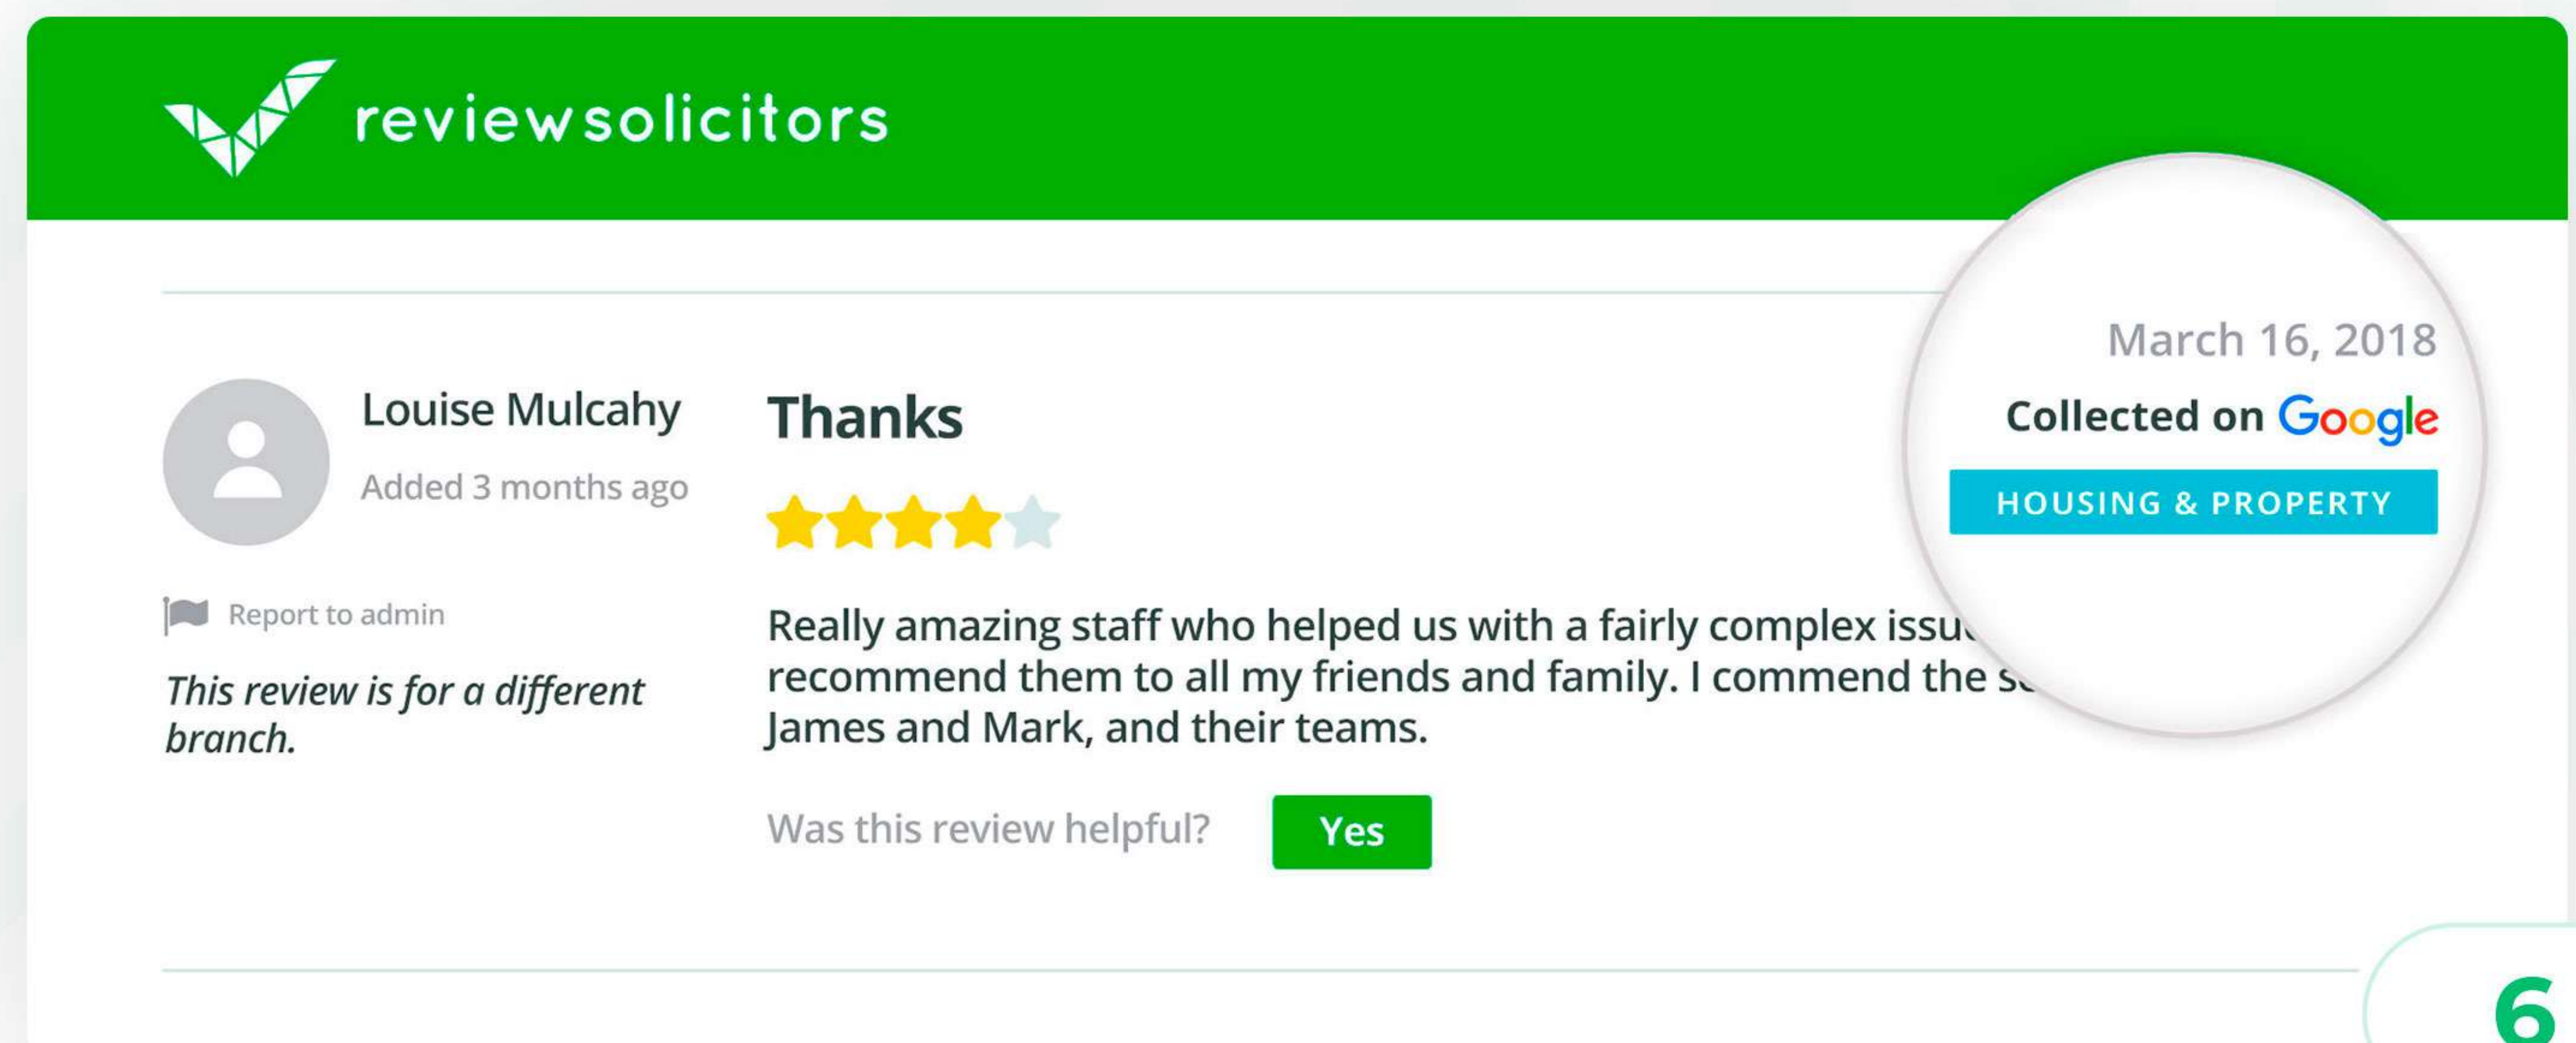 reviewsolicitors
March 16, 2018
Collected on Google
HOUSING & PROPERTY
Louise Mulcahy
Added 3 months ago
Report to admin
This review is for a different
branch.
Thanks
Really amazing staff who helped us with a fairly complex
recommend them to all my friends and family. I commend the
James and Mark, and their teams.
Was this review helpful?
Yes
6